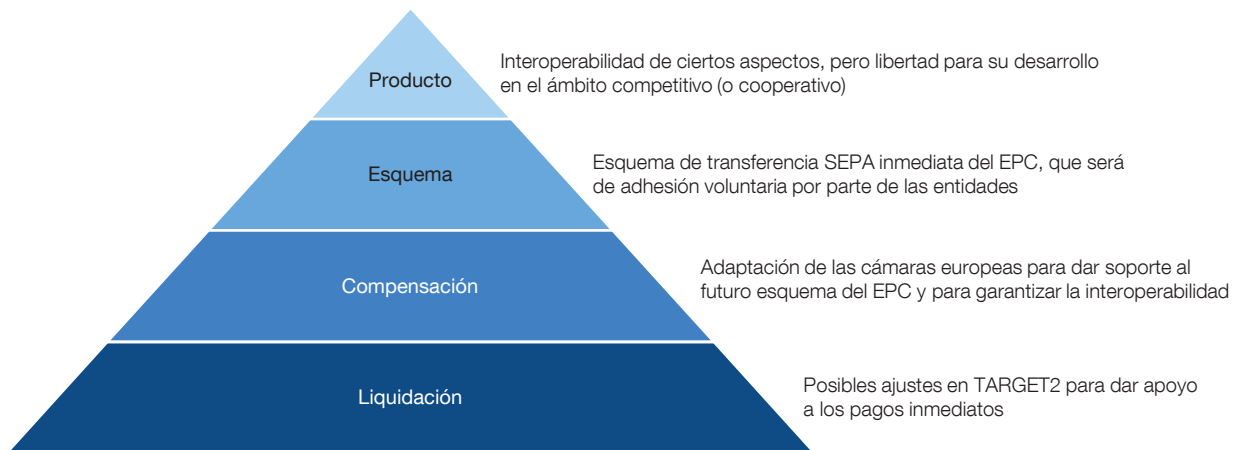 Producto
Interoperabilidad de ciertos aspectos, pero libertad para su desarrollo
en el ámbito competitivo (o cooperativo)
Esquema
Esquema de transferencia SEPA inmediata del EPC, que será
de adhesión voluntaria por parte de las entidades
Compensación
Adaptación de las cámaras europeas para dar soporte al
futuro esquema del EPC y para garantizar la interoperabilidad
Liquidación
Posibles ajustes en TARGET2 para dar apoyo
a los pagos inmediatos